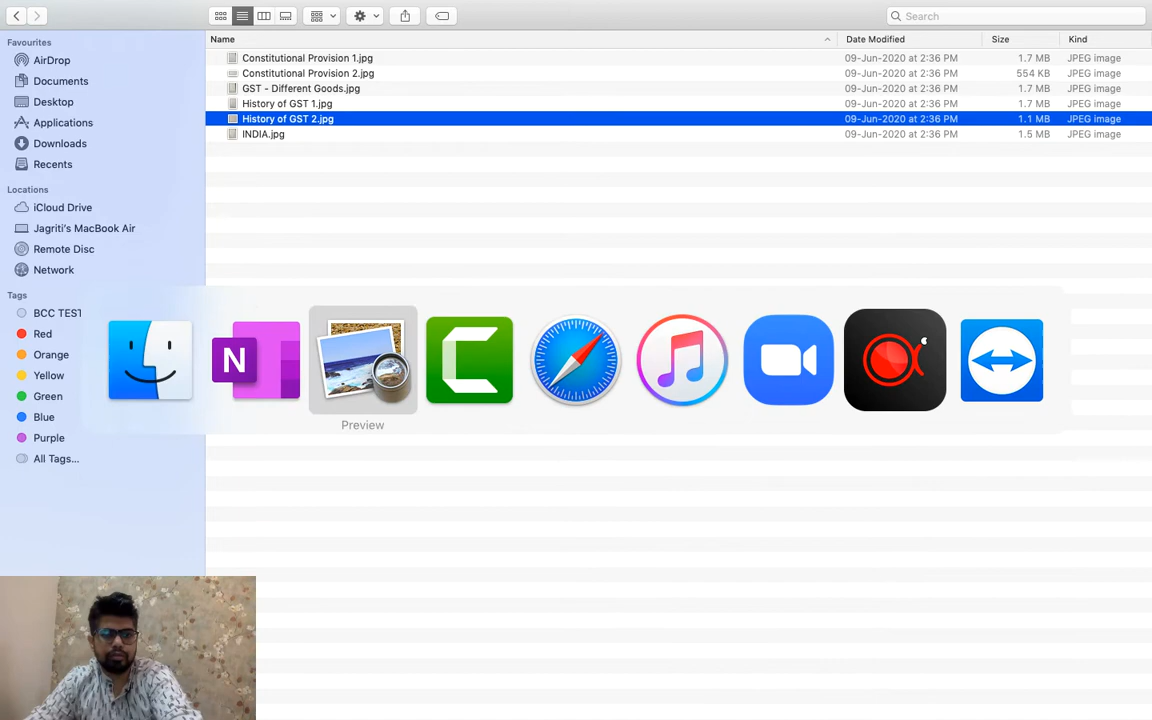 Search
Favourites
AirDrop
Documents
Desktop
Applications
Downloads
Recents
Locations
iCloud Drive
Jagriti's MacBook Air
Remote Disc
Network
Tags
BCC TEST
Red
Orange
Yellow
Green
Blue
Purple
All Tags...
Name Date Modified Size Kind
Constitutional Provision 1.jpg 09-Jun-2020 at 2:36 PM 1.7 MB JPEG image
Constitutional Provision 2.jpg 09-Jun-2020 at 2:36 PM 554 KB JPEG image
GST - Different Goods.jpg 09-Jun-2020 at 2:36 PM 1.7 MB JPEG image
History of GST 1.jpg 09-Jun-2020 at 2:36 PM 1.7 MB JPEG image
History of GST 2.jpg 09-Jun-2020 at 2:36 PM 1.1 MB JPEG image
INDIA.jpg 09-Jun-2020 at 2:36 PM 1.5 MB JPEG image
N
Preview